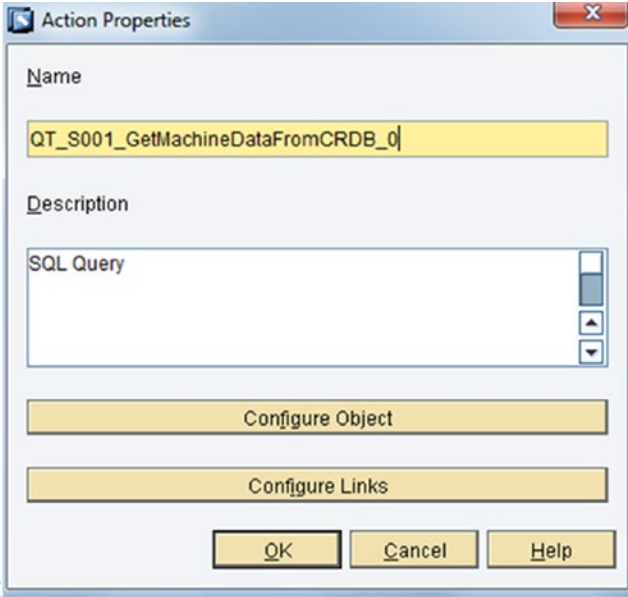 Action Properties
Name
QT_S001_GetMachineDataFromCRDB_0
Description
SQL Query
Configure Object
Configure Links
OK Cancel Help